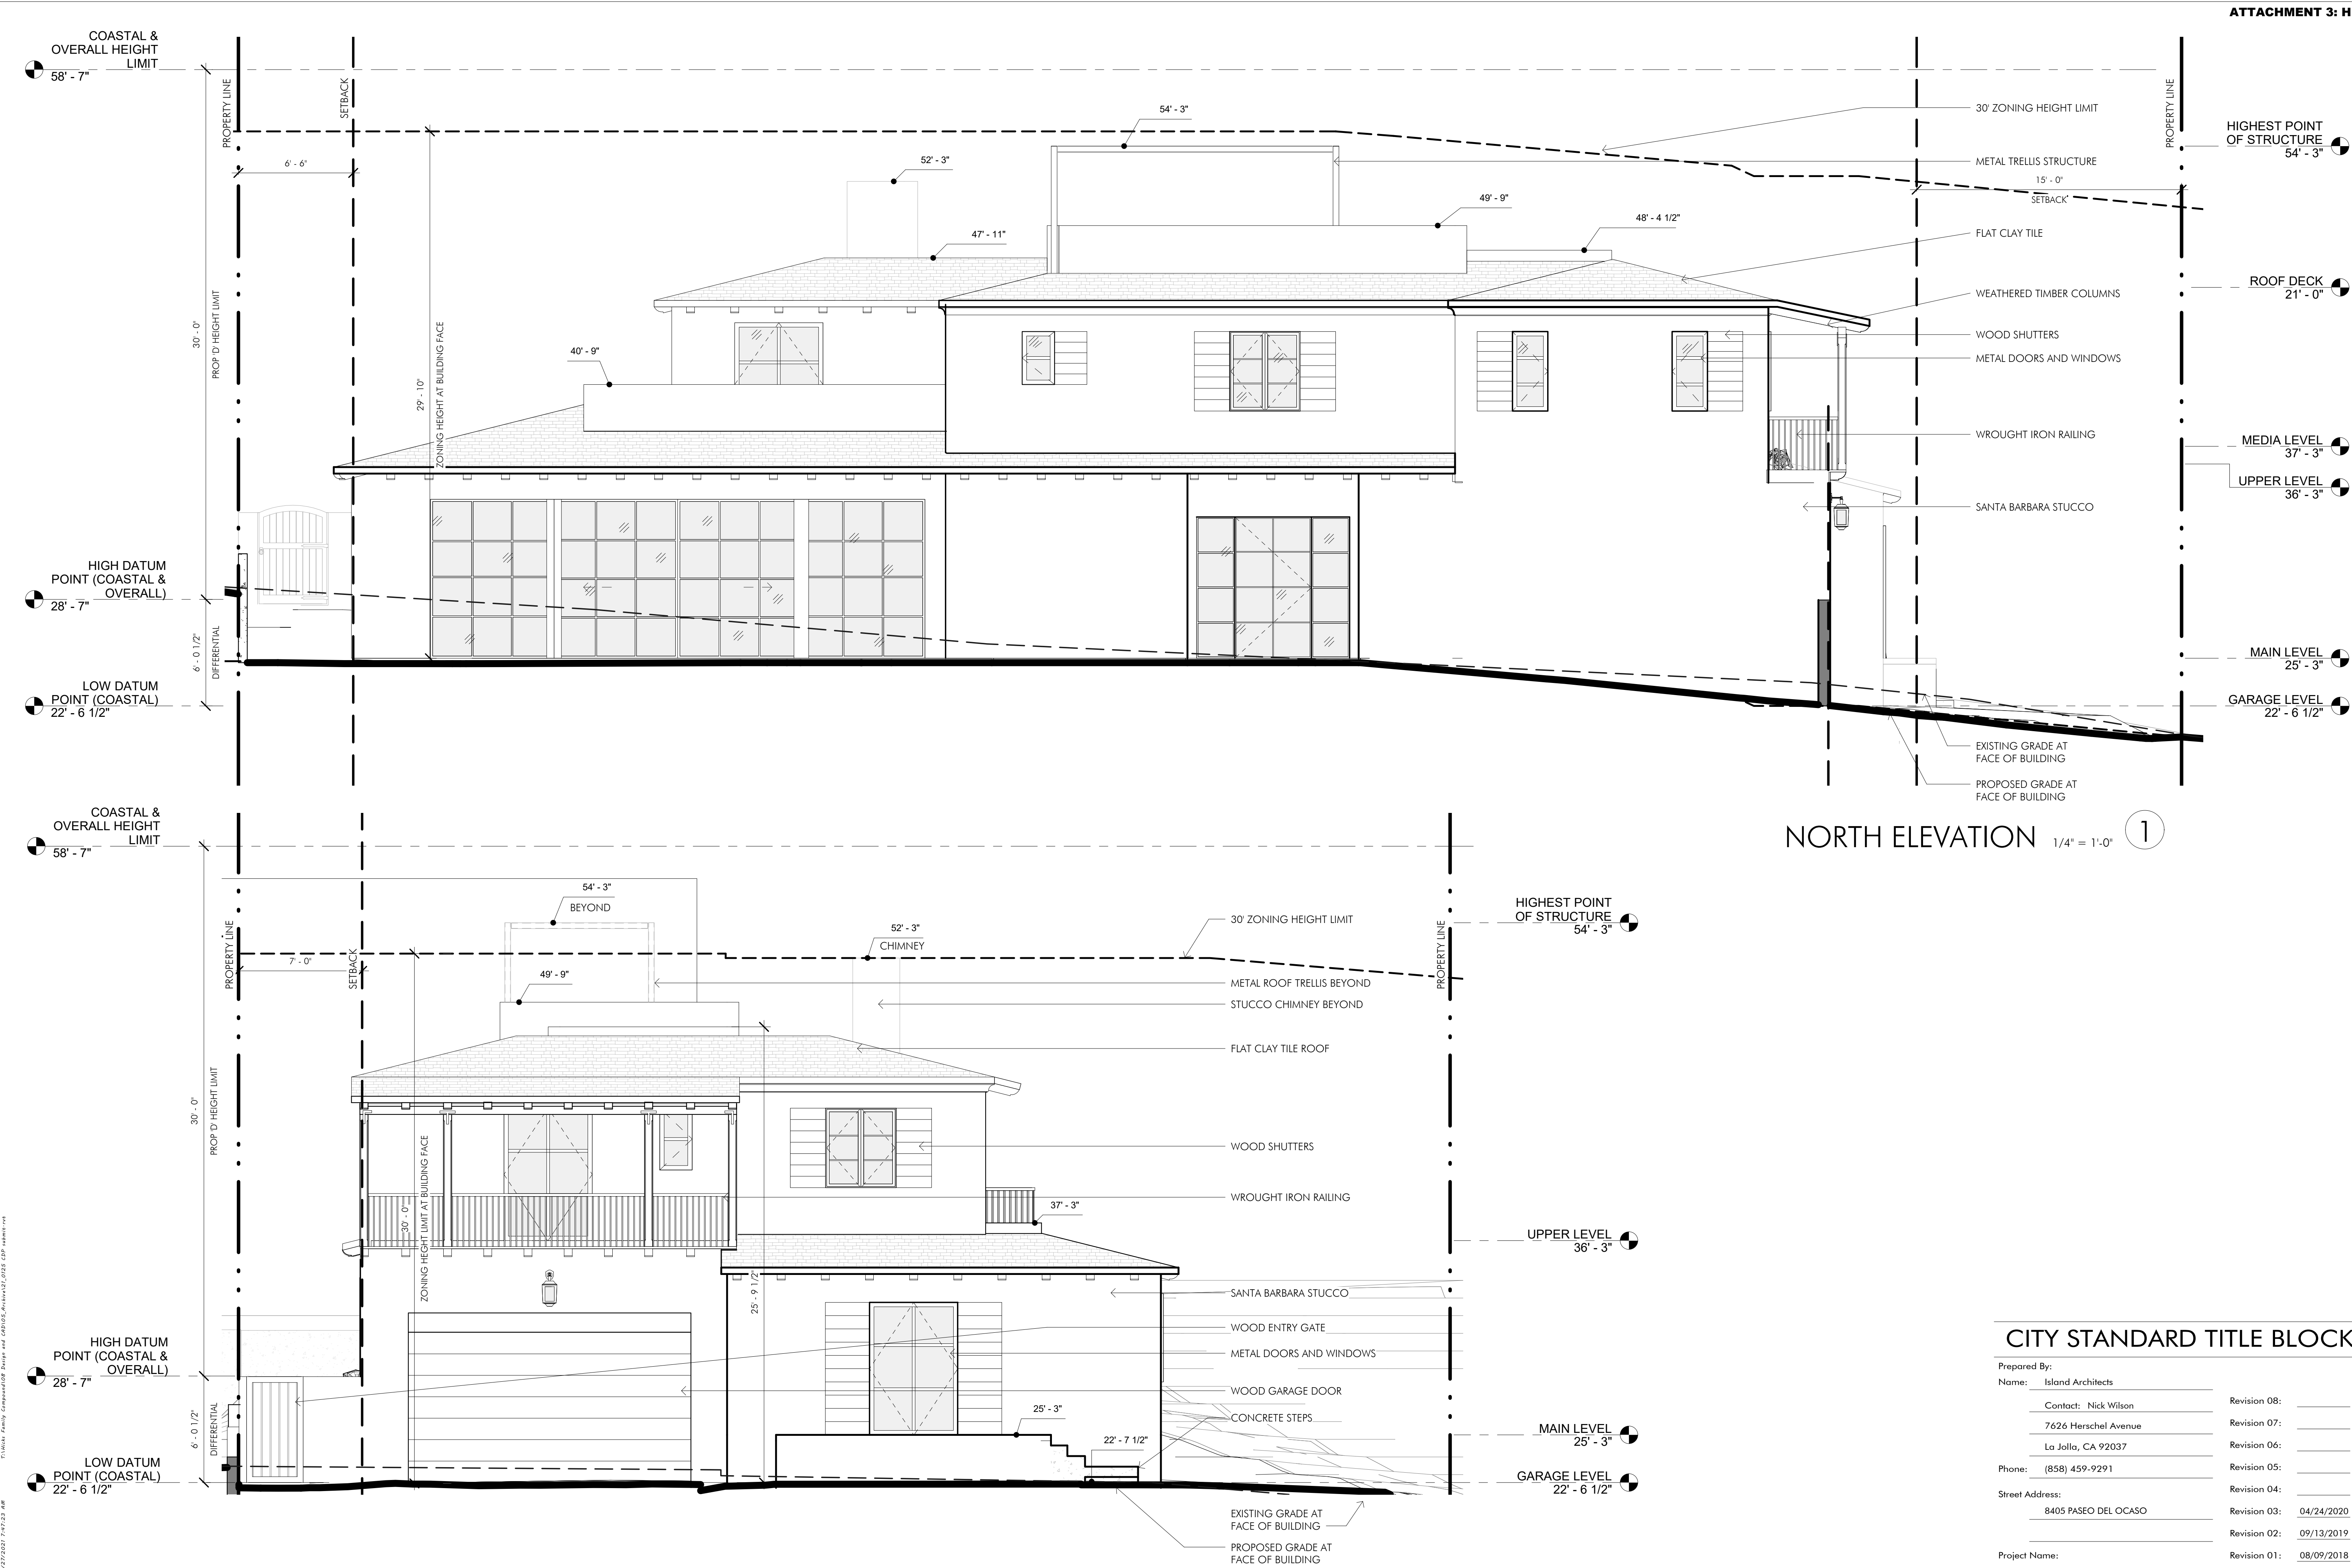 ATTACHMENT 3: H
COASTAL &
OVERALL HEIGHT
LIMIT
58' - 7"
PROPERTY LINE
SETBACK
6' - 6"
30' - 0"
PROP 'D' HEIGHT LIMIT
29' - 10"
ZONING HEIGHT AT BUILDING FACE
HIGH DATUM
POINT (COASTAL &
OVERALL)
28' - 7"
6' - 0 1/2"
DIFFERENTIAL
LOW DATUM
POINT (COASTAL)
22' - 6 1/2"
40' - 9"
47' - 11"
52' - 3"
54' - 3"
49' - 9"
48' - 4 1/2"
30' ZONING HEIGHT LIMIT
METAL TRELLIS STRUCTURE
15' - 0"
SETBACK
FLAT CLAY TILE
WEATHERED TIMBER COLUMNS
WOOD SHUTTERS
METAL DOORS AND WINDOWS
WROUGHT IRON RAILING
SANTA BARBARA STUCCO
EXISTING GRADE AT
FACE OF BUILDING
PROPOSED GRADE AT
FACE OF BUILDING
PROPERTY LINE
HIGHEST POINT
OF STRUCTURE
54' - 3"
ROOF DECK
21' - 0"
MEDIA LEVEL
37' - 3"
UPPER LEVEL
36' - 3"
MAIN LEVEL
25' - 3"
GARAGE LEVEL
22' - 6 1/2"
NORTH ELEVATION 1/4" = 1'-0" 1
COASTAL &
OVERALL HEIGHT
LIMIT
58' - 7"
PROPERTY LINE
7' - 0"
SETBACK
30' - 0"
PROP 'D' HEIGHT LIMIT
HIGH DATUM
POINT (COASTAL &
OVERALL)
28' - 7"
6' - 0 1/2"
DIFFERENTIAL
LOW DATUM
POINT (COASTAL)
22' - 6 1/2"
54' - 3"
BEYOND
49' - 9"
52' - 3"
CHIMNEY
30' - 0"
ZONING HEIGHT LIMIT AT BUILDING FACE
25' - 9 1/2"
37' - 3"
25' - 3"
22' - 7 1/2"
30' ZONING HEIGHT LIMIT
METAL ROOF TRELLIS BEYOND
STUCCO CHIMNEY BEYOND
FLAT CLAY TILE ROOF
WOOD SHUTTERS
WROUGHT IRON RAILING
SANTA BARBARA STUCCO
WOOD ENTRY GATE
METAL DOORS AND WINDOWS
WOOD GARAGE DOOR
CONCRETE STEPS
EXISTING GRADE AT
FACE OF BUILDING
PROPOSED GRADE AT
FACE OF BUILDING
PROPERTY LINE
HIGHEST POINT
OF STRUCTURE
54' - 3"
UPPER LEVEL
36' - 3"
MAIN LEVEL
25' - 3"
GARAGE LEVEL
22' - 6 1/2"
CITY STANDARD TITLE BLOCK
Prepared By:
Name: Island Architects
Contact: Nick Wilson
7626 Herschel Avenue
La Jolla, CA 92037
Phone: (858) 459-9291
Street Address:
8405 PASEO DEL OCASO
Project Name:
Revision 08:
Revision 07:
Revision 06:
Revision 05:
Revision 04:
Revision 03: 04/24/2020
Revision 02: 09/13/2019
Revision 01: 08/09/2018
/27/2021 7:47:23 AM